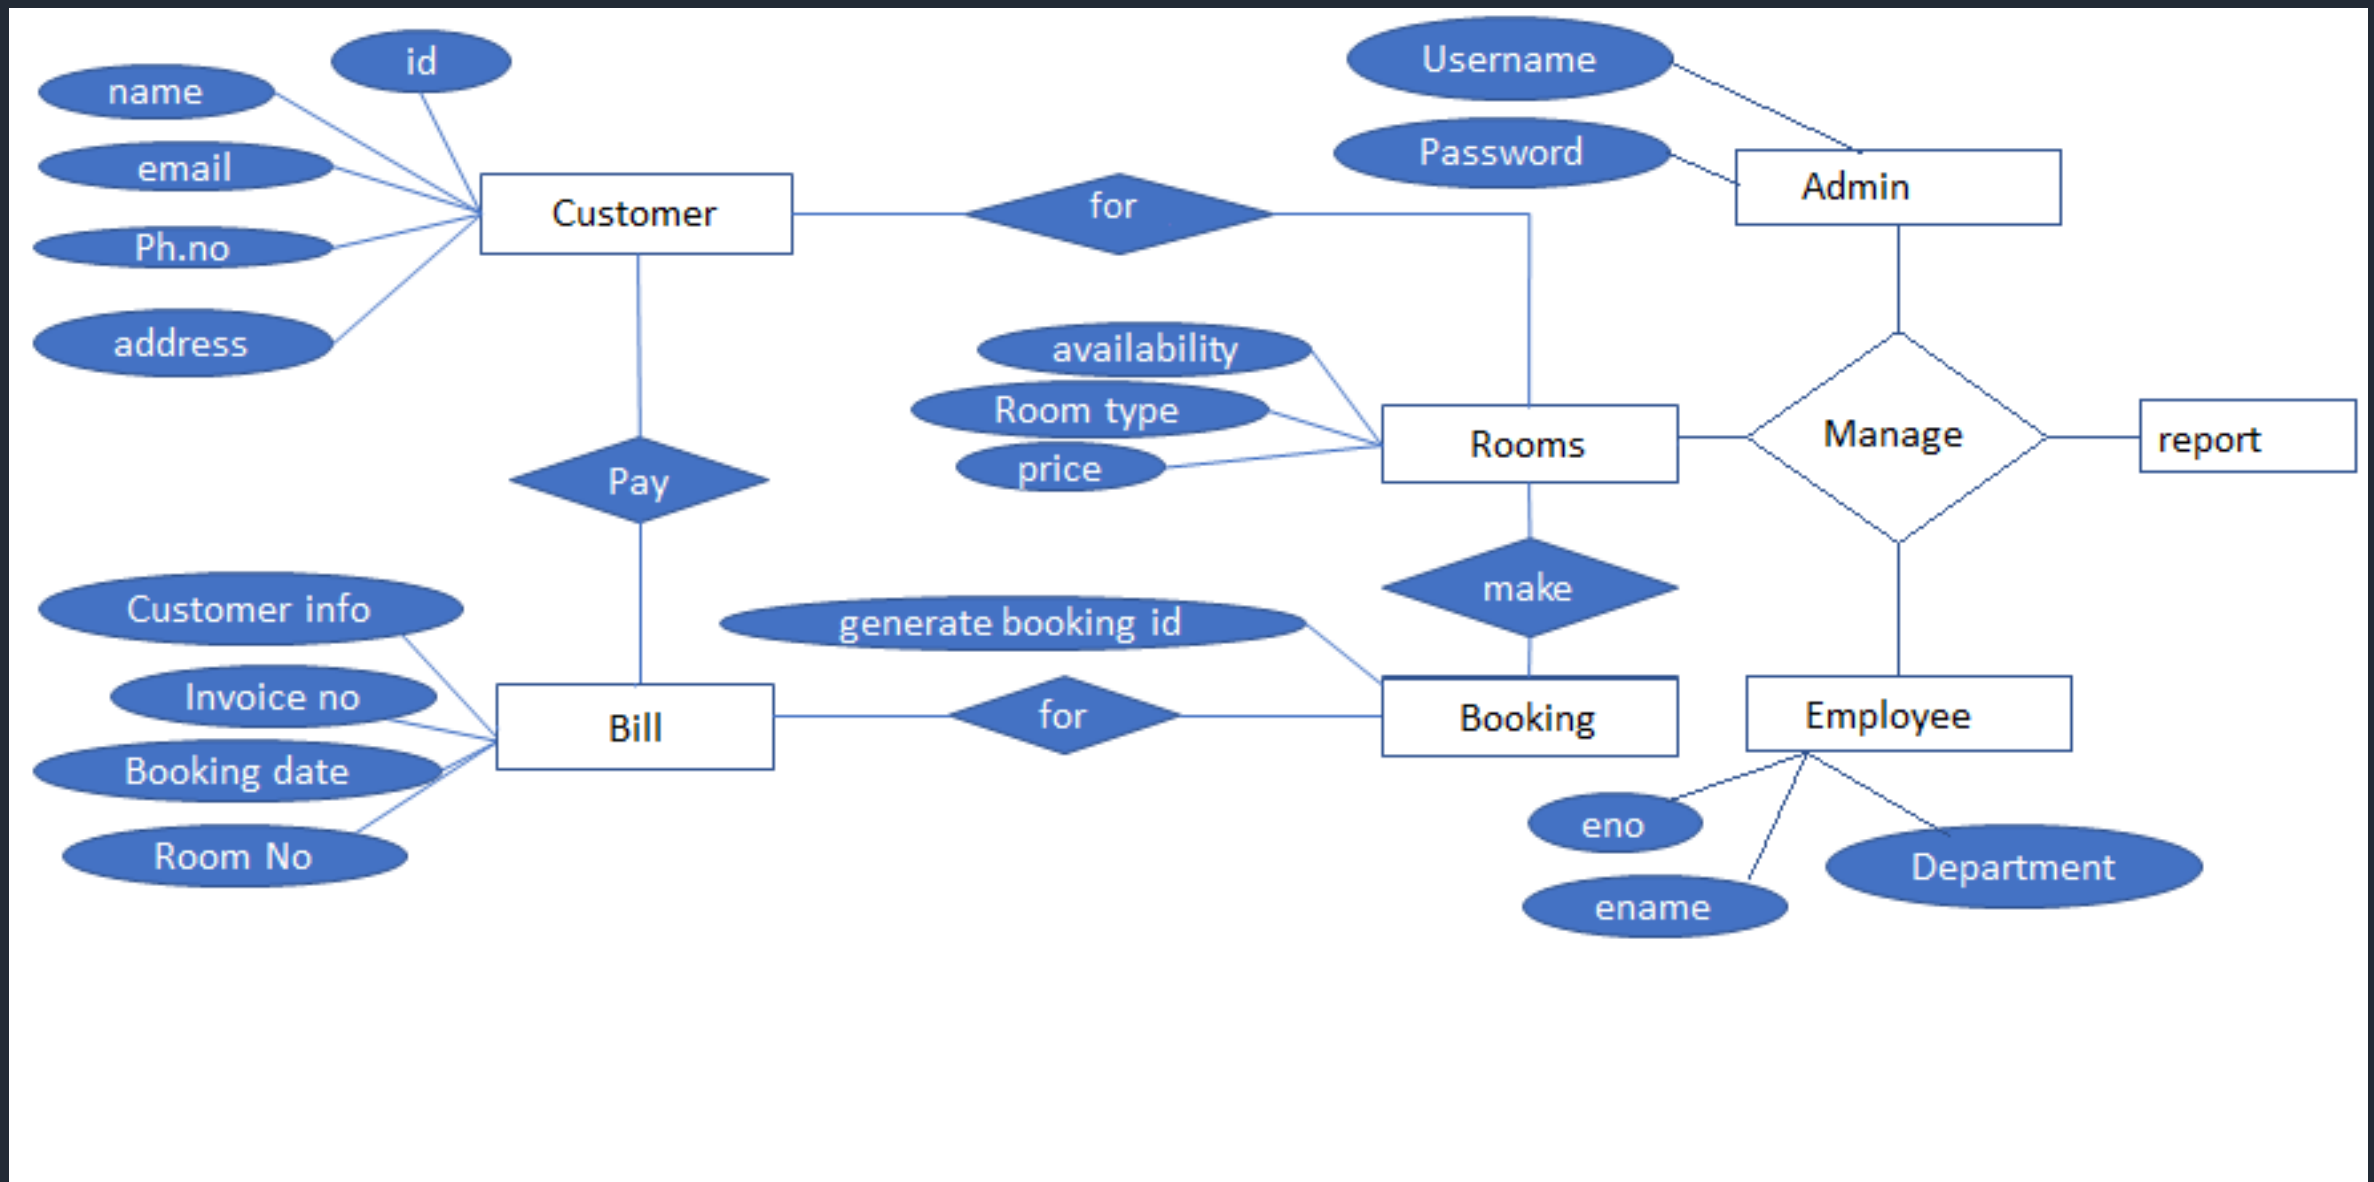 id
Username
name
Password
email
Admin
Customer
for
Ph.no
address
availability
Room type
Rooms
Manage
report
price
Pay
make
Customer info
generate booking id
Invoice no
Bill
for
Booking
Employee
Booking date
eno
Room No
Department
ename